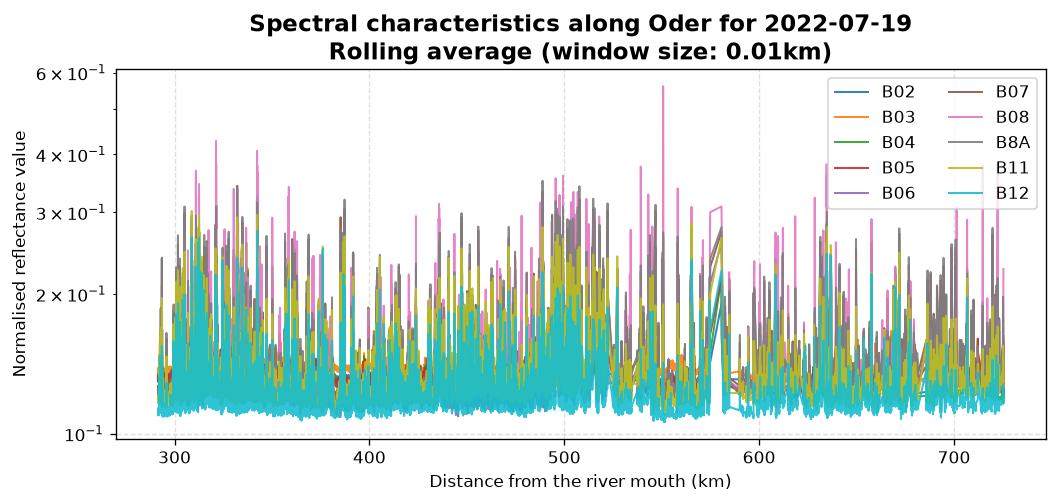 Spectral characteristics along Oder for 2022-07-19
Rolling average (window size: 0.01km)
Normalised reflectance value
6 × 10⁻¹
4 × 10⁻¹
3 × 10⁻¹
2 × 10⁻¹
10⁻¹
B02 B07
B03 B08
B04 B8A
B05 B11
B06 B12
300 400 500 600 700
Distance from the river mouth (km)